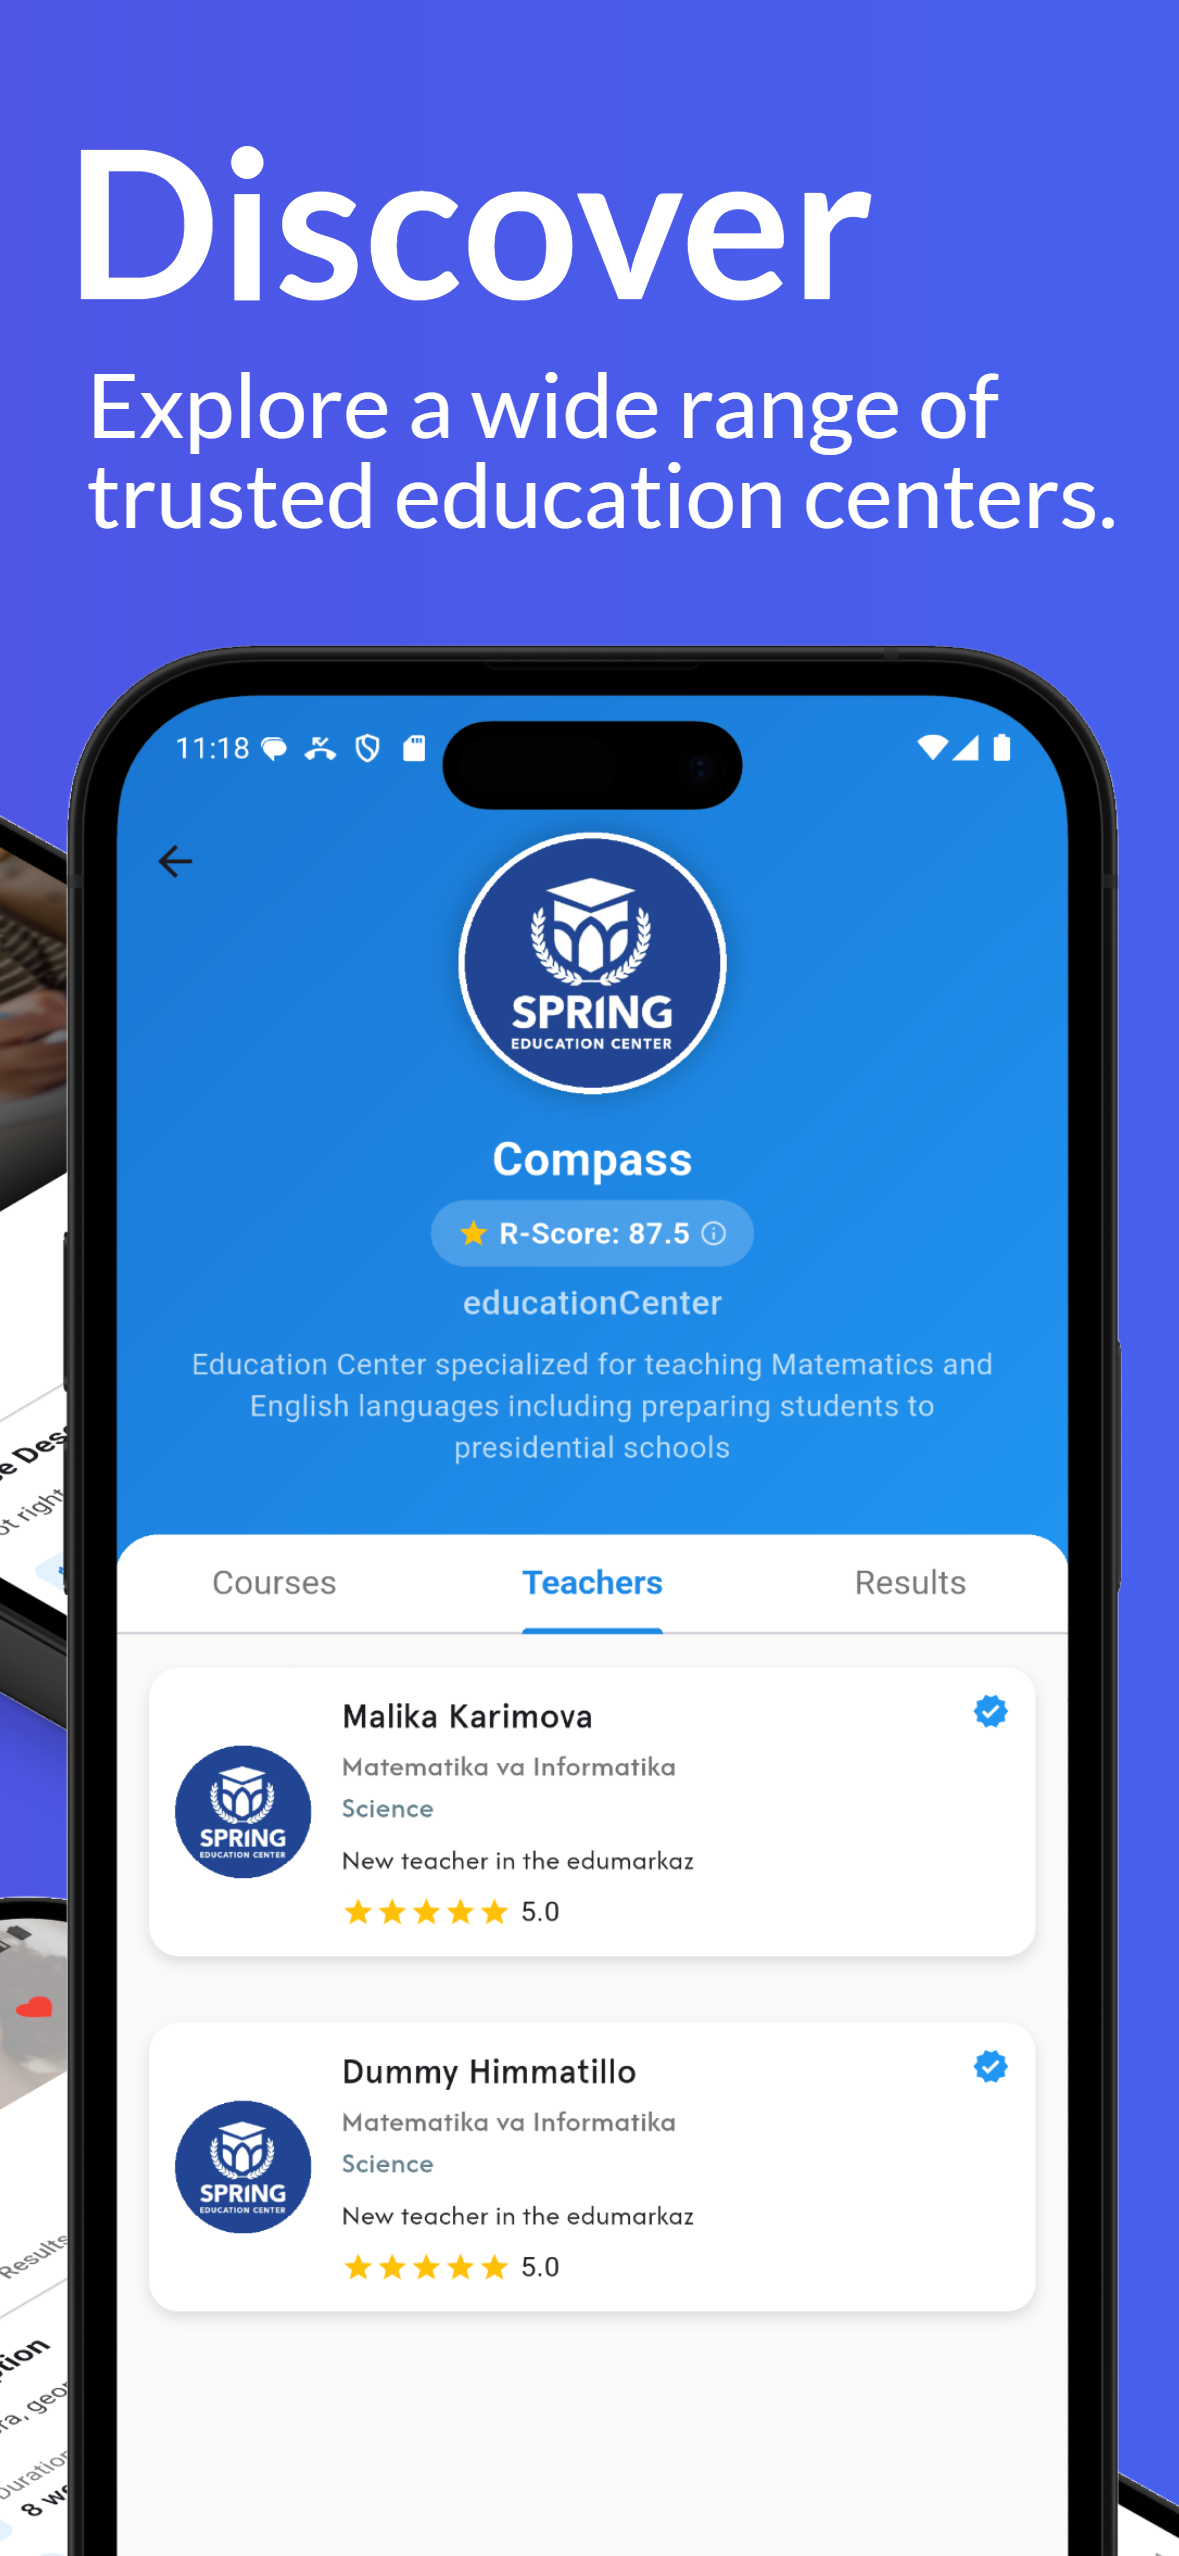 Discover
Explore a wide range of
trusted education centers.
11:18
SPRING
EDUCATION CENTER
Compass
R-Score: 87.5
educationCenter
Education Center specialized for teaching Matematics and
English languages including preparing students to
presidential schools
Courses
Teachers
Results
Malika Karimova
Matematika va Informatika
Science
New teacher in the edumarkaz
5.0
SPRING
EDUCATION CENTER
Dummy Himmatillo
Matematika va Informatika
Science
New teacher in the edumarkaz
5.0
SPRING
EDUCATION CENTER
right
Results
8